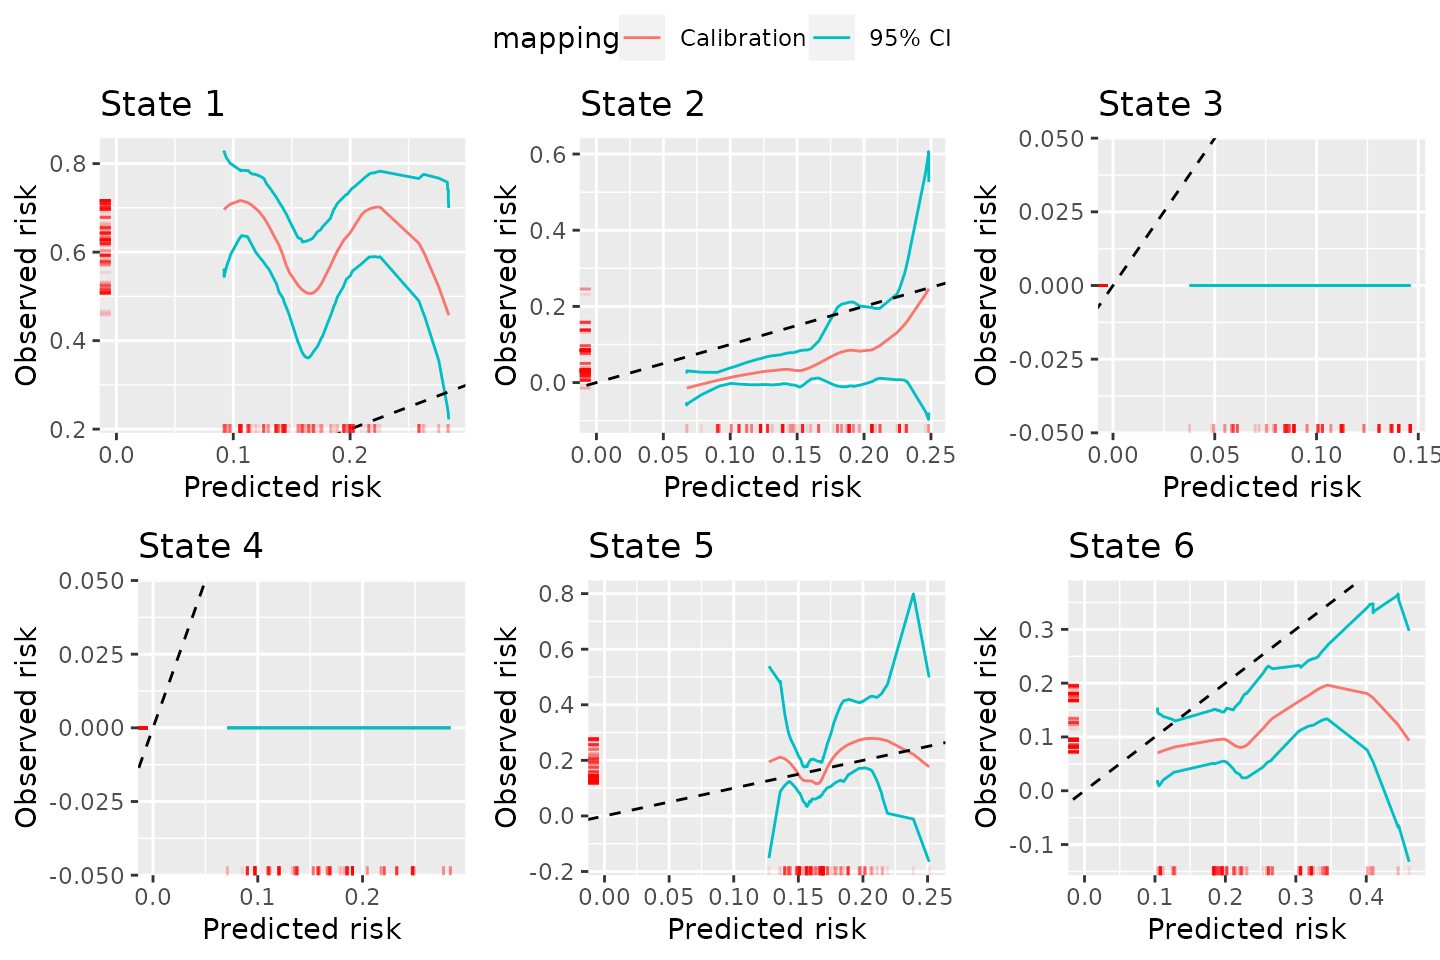 mapping Calibration 95% CI
State 1 State 2 State 3
Observed risk Observed risk Observed risk
0.8 0.6 0.4 0.2
0.6 0.4 0.2 0.0
0.050 0.025 0.000 -0.025 -0.050
0.0 0.1 0.2 0.00 0.05 0.10 0.15 0.20 0.25 0.00 0.05 0.10 0.15
Predicted risk Predicted risk Predicted risk
State 4 State 5 State 6
Observed risk Observed risk Observed risk
0.050 0.025 0.000 -0.025 -0.050
0.8 0.6 0.4 0.2 0.0 -0.2
0.3 0.2 0.1 0.0 -0.1
0.0 0.1 0.2 0.00 0.05 0.10 0.15 0.20 0.25 0.0 0.1 0.2 0.3 0.4
Predicted risk Predicted risk Predicted risk